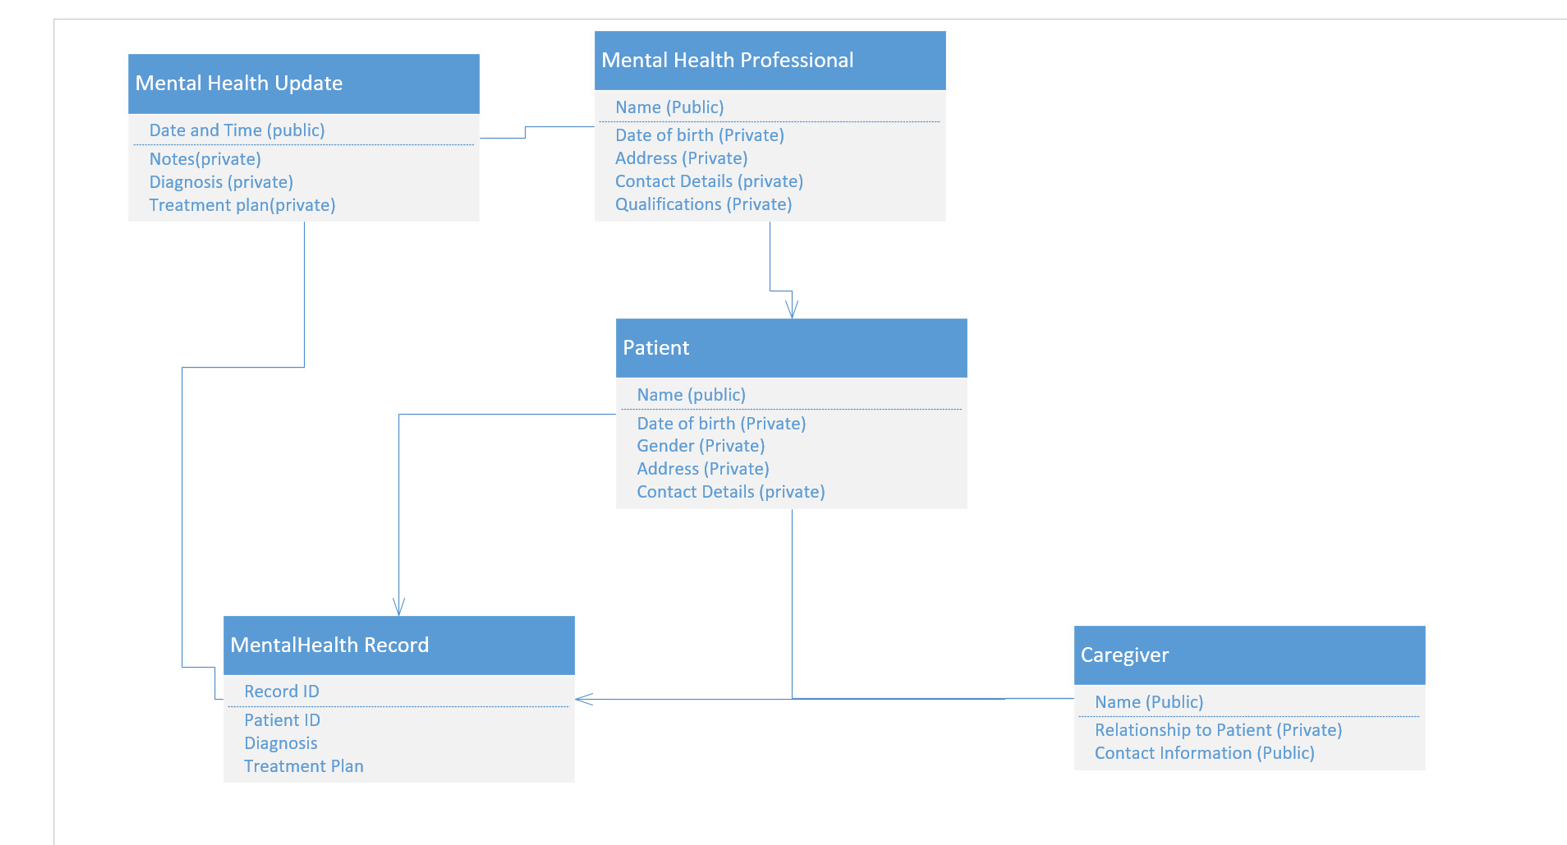 Mental Health Update
Date and Time (public)
Notes(private)
Diagnosis (private)
Treatment plan(private)
Mental Health Professional
Name (Public)
Date of birth (Private)
Address (Private)
Contact Details (private)
Qualifications (Private)
Patient
Name (public)
Date of birth (Private)
Gender (Private)
Address (Private)
Contact Details (private)
MentalHealth Record
Record ID
Patient ID
Diagnosis
Treatment Plan
Caregiver
Name (Public)
Relationship to Patient (Private)
Contact Information (Public)